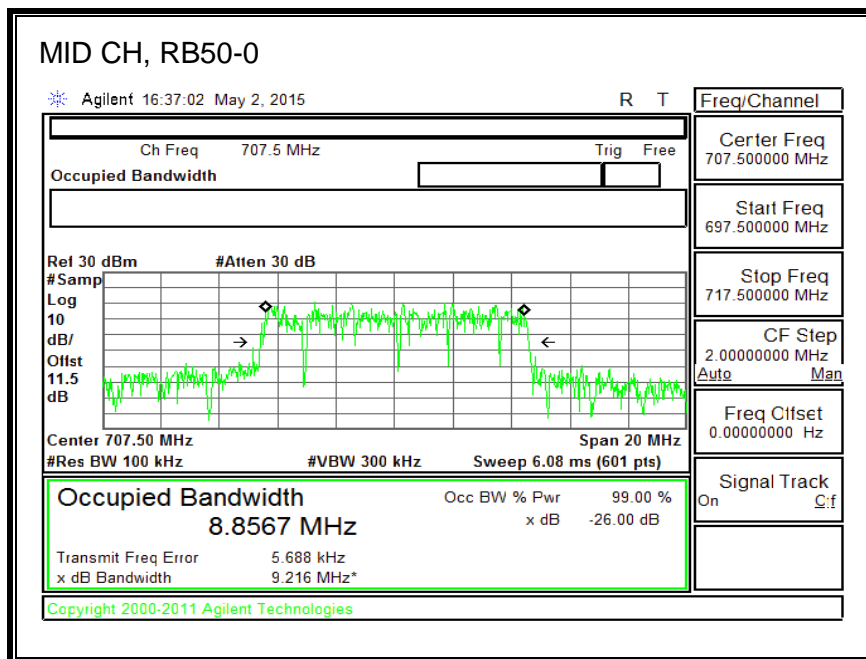 MID CH, RB50-0
Agilent 16:37:02 May 2, 2015 R T
Freq/Channel
Ch Freq 707.5 MHz Trig Free
Occupied Bandwidth
Center Freq
707.500000 MHz
Start Freq
697.500000 MHz
Stop Freq
717.500000 MHz
CF Step
2.00000000 MHz
Auto Man
Freq Offset
0.00000000 Hz
Signal Track
On Off
Ref 30 dBm #Atten 30 dB
#Samp
Log
10
dB/
Offst
11.5
dB
Center 707.50 MHz Span 20 MHz
#Res BW 100 kHz #VBW 300 kHz Sweep 6.08 ms (601 pts)
Occupied Bandwidth Occ BW % Pwr 99.00 %
8.8567 MHz x dB -26.00 dB
Transmit Freq Error 5.688 kHz
x dB Bandwidth 9.216 MHz*
Copyright 2000-2011 Agilent Technologies